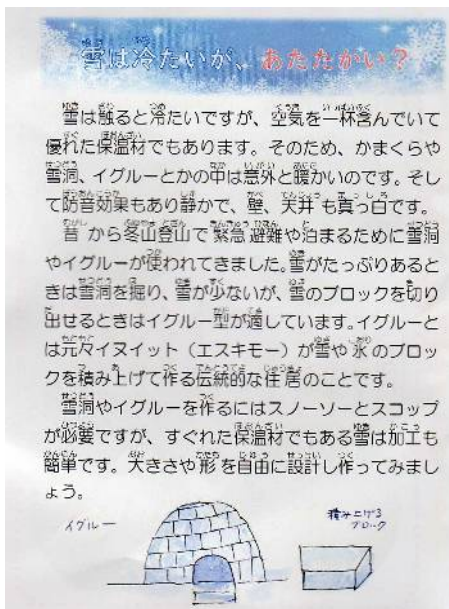 雪は冷たいが、あたたかい？
雪は触ると冷たいですが、空気を一杯含んでいて
優れた保温材でもあります。そのため、かまくらや
雪洞、イグルーとかの中は意外と暖かいのです。そし
て防音効果もあり静かで、壁、天井も真っ白です。
昔から冬山登山で緊急避難や泊まるために雪洞
やイグルーが使われてきました。雪がたっぷりあると
きは雪洞を掘り、雪が少ないが、雪のブロックを切り
出せるときはイグルー型が適しています。イグルーと
は元々イヌイット（エスキモー）が雪や氷のブロッ
クを積み上げて作る伝統的な住居のことです。
雪洞やイグルーを作るにはスノーソーとスコップ
が必要ですが、すぐれた保温材でもある雪は加工も
簡単です。大きさや形を自由に設計し作ってみまし
ょう。
イグルー
積み上げる
ブロック